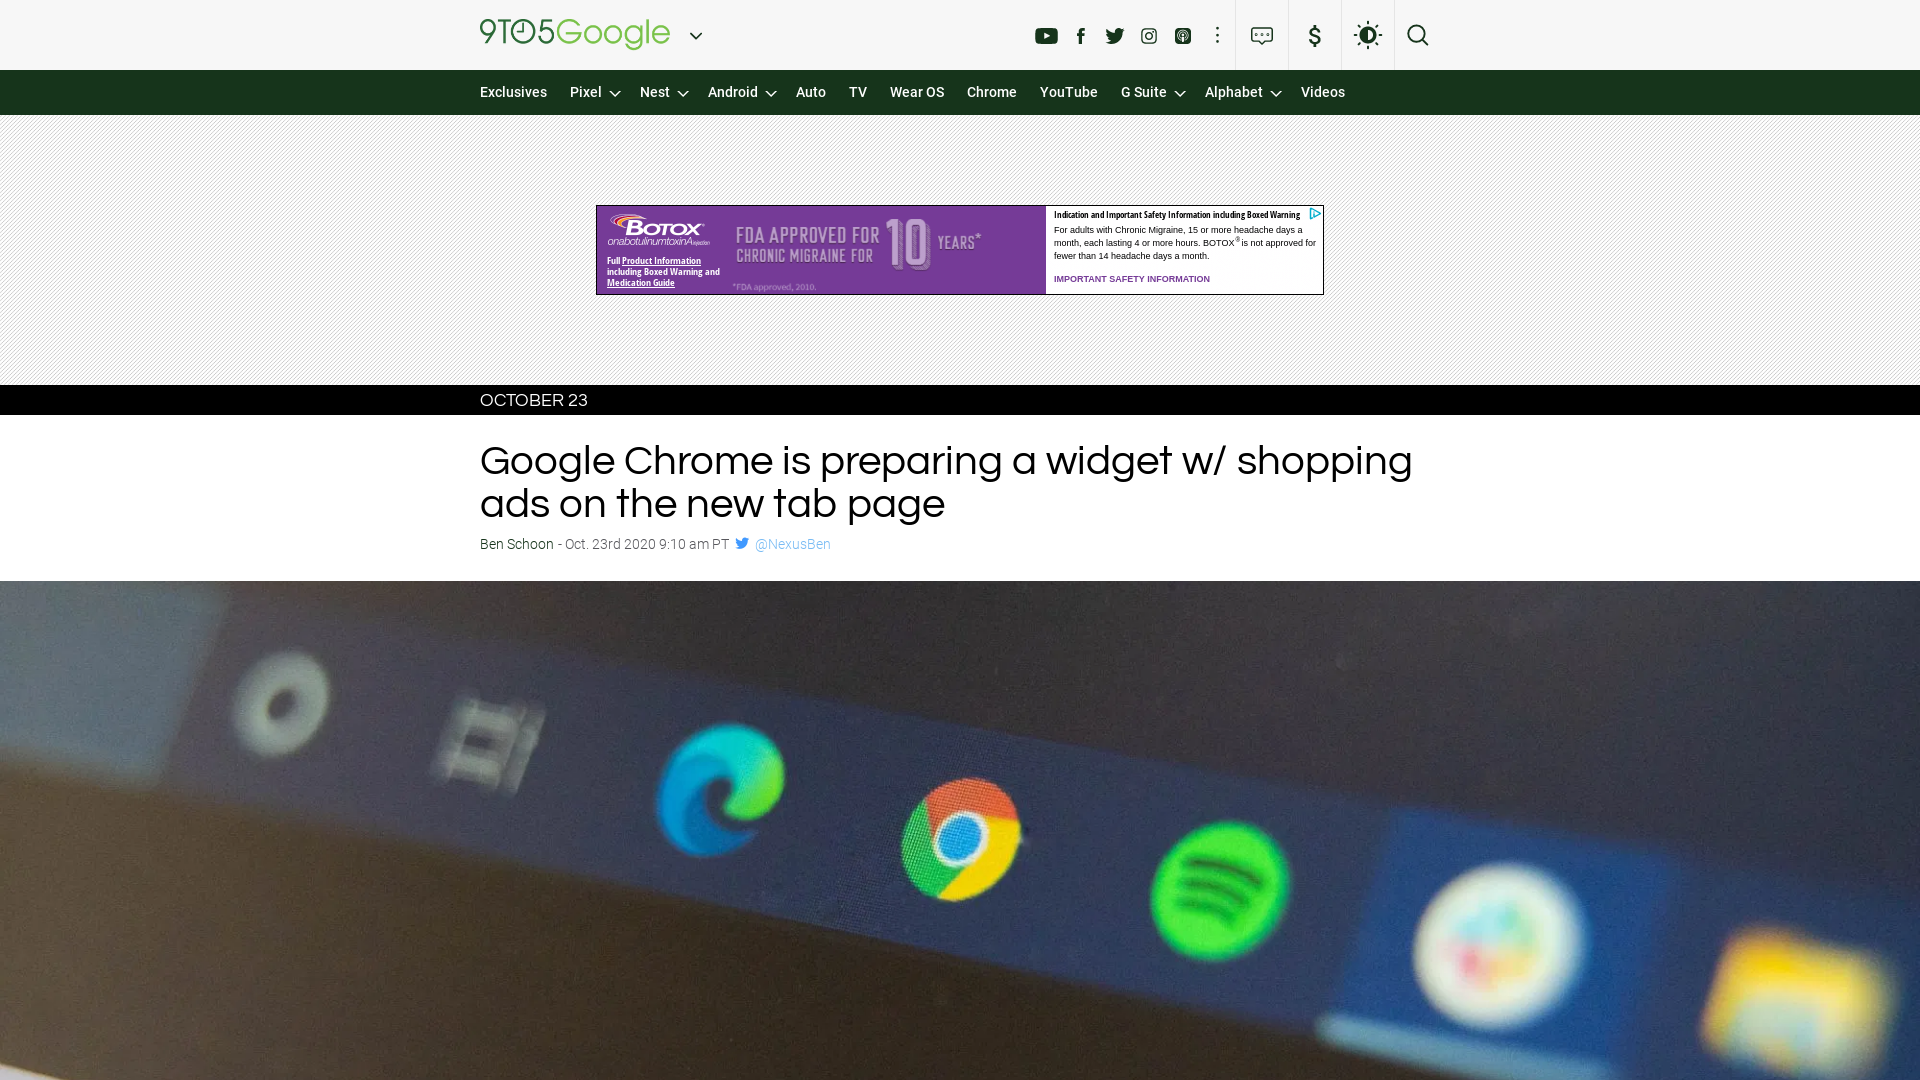 9TO5Google
Exclusives Pixel Nest Android Auto TV Wear OS Chrome YouTube G Suite Alphabet Videos
BOTOX
onabotulinumtoxinA injection
Full Product Information
including Boxed Warning and
Medication Guide
FDA APPROVED FOR
CHRONIC MIGRAINE FOR
10 YEARS*
*FDA approved, 2010.
Indication and Important Safety Information including Boxed Warning
For adults with Chronic Migraine, 15 or more headache days a
month, each lasting 4 or more hours. BOTOX® is not approved for
fewer than 14 headache days a month.
IMPORTANT SAFETY INFORMATION
OCTOBER 23
Google Chrome is preparing a widget w/ shopping
ads on the new tab page
Ben Schoon - Oct. 23rd 2020 9:10 am PT @NexusBen